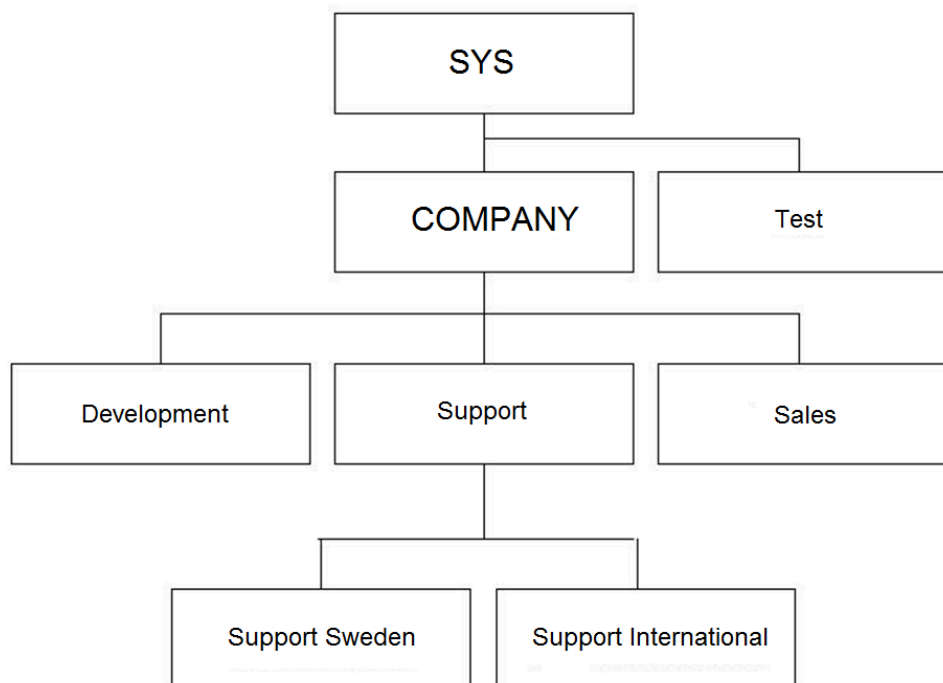 SYS
COMPANY
Test
Development
Support
Sales
Support Sweden
Support International